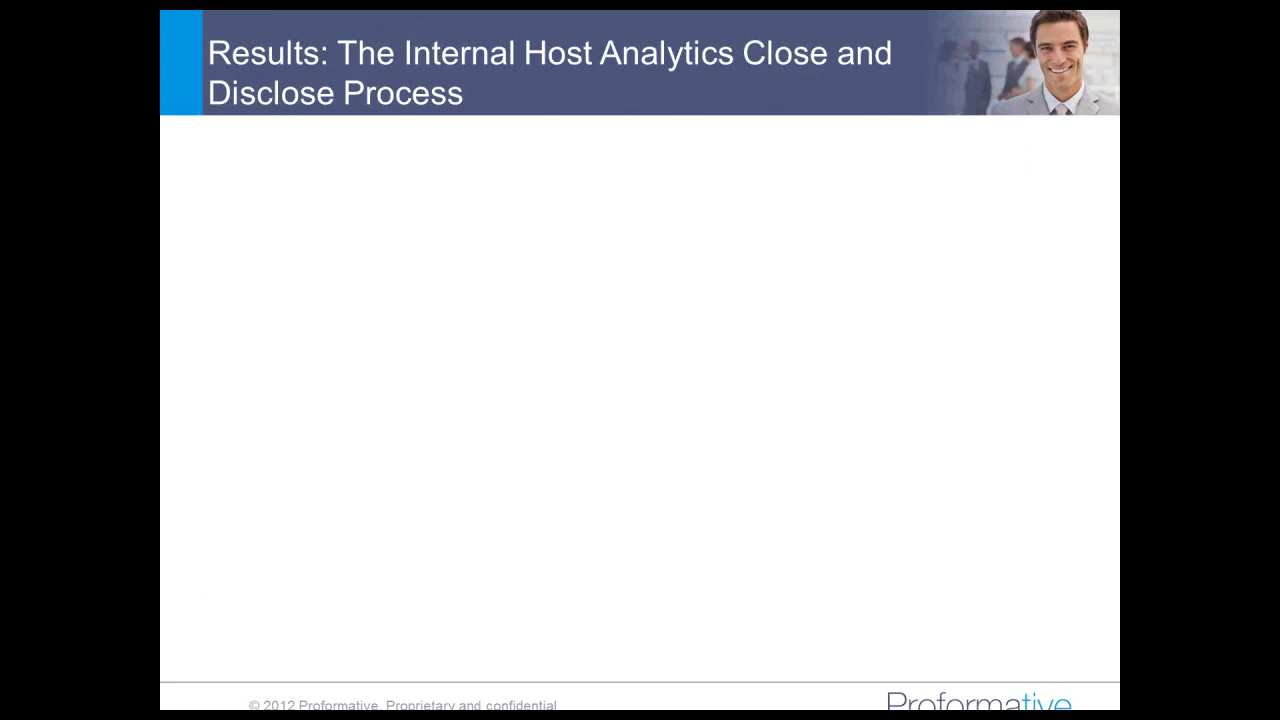 Results: The Internal Host Analytics Close and
Disclose Process
© 2012 Proformative. Proprietary and confidential
Proformative